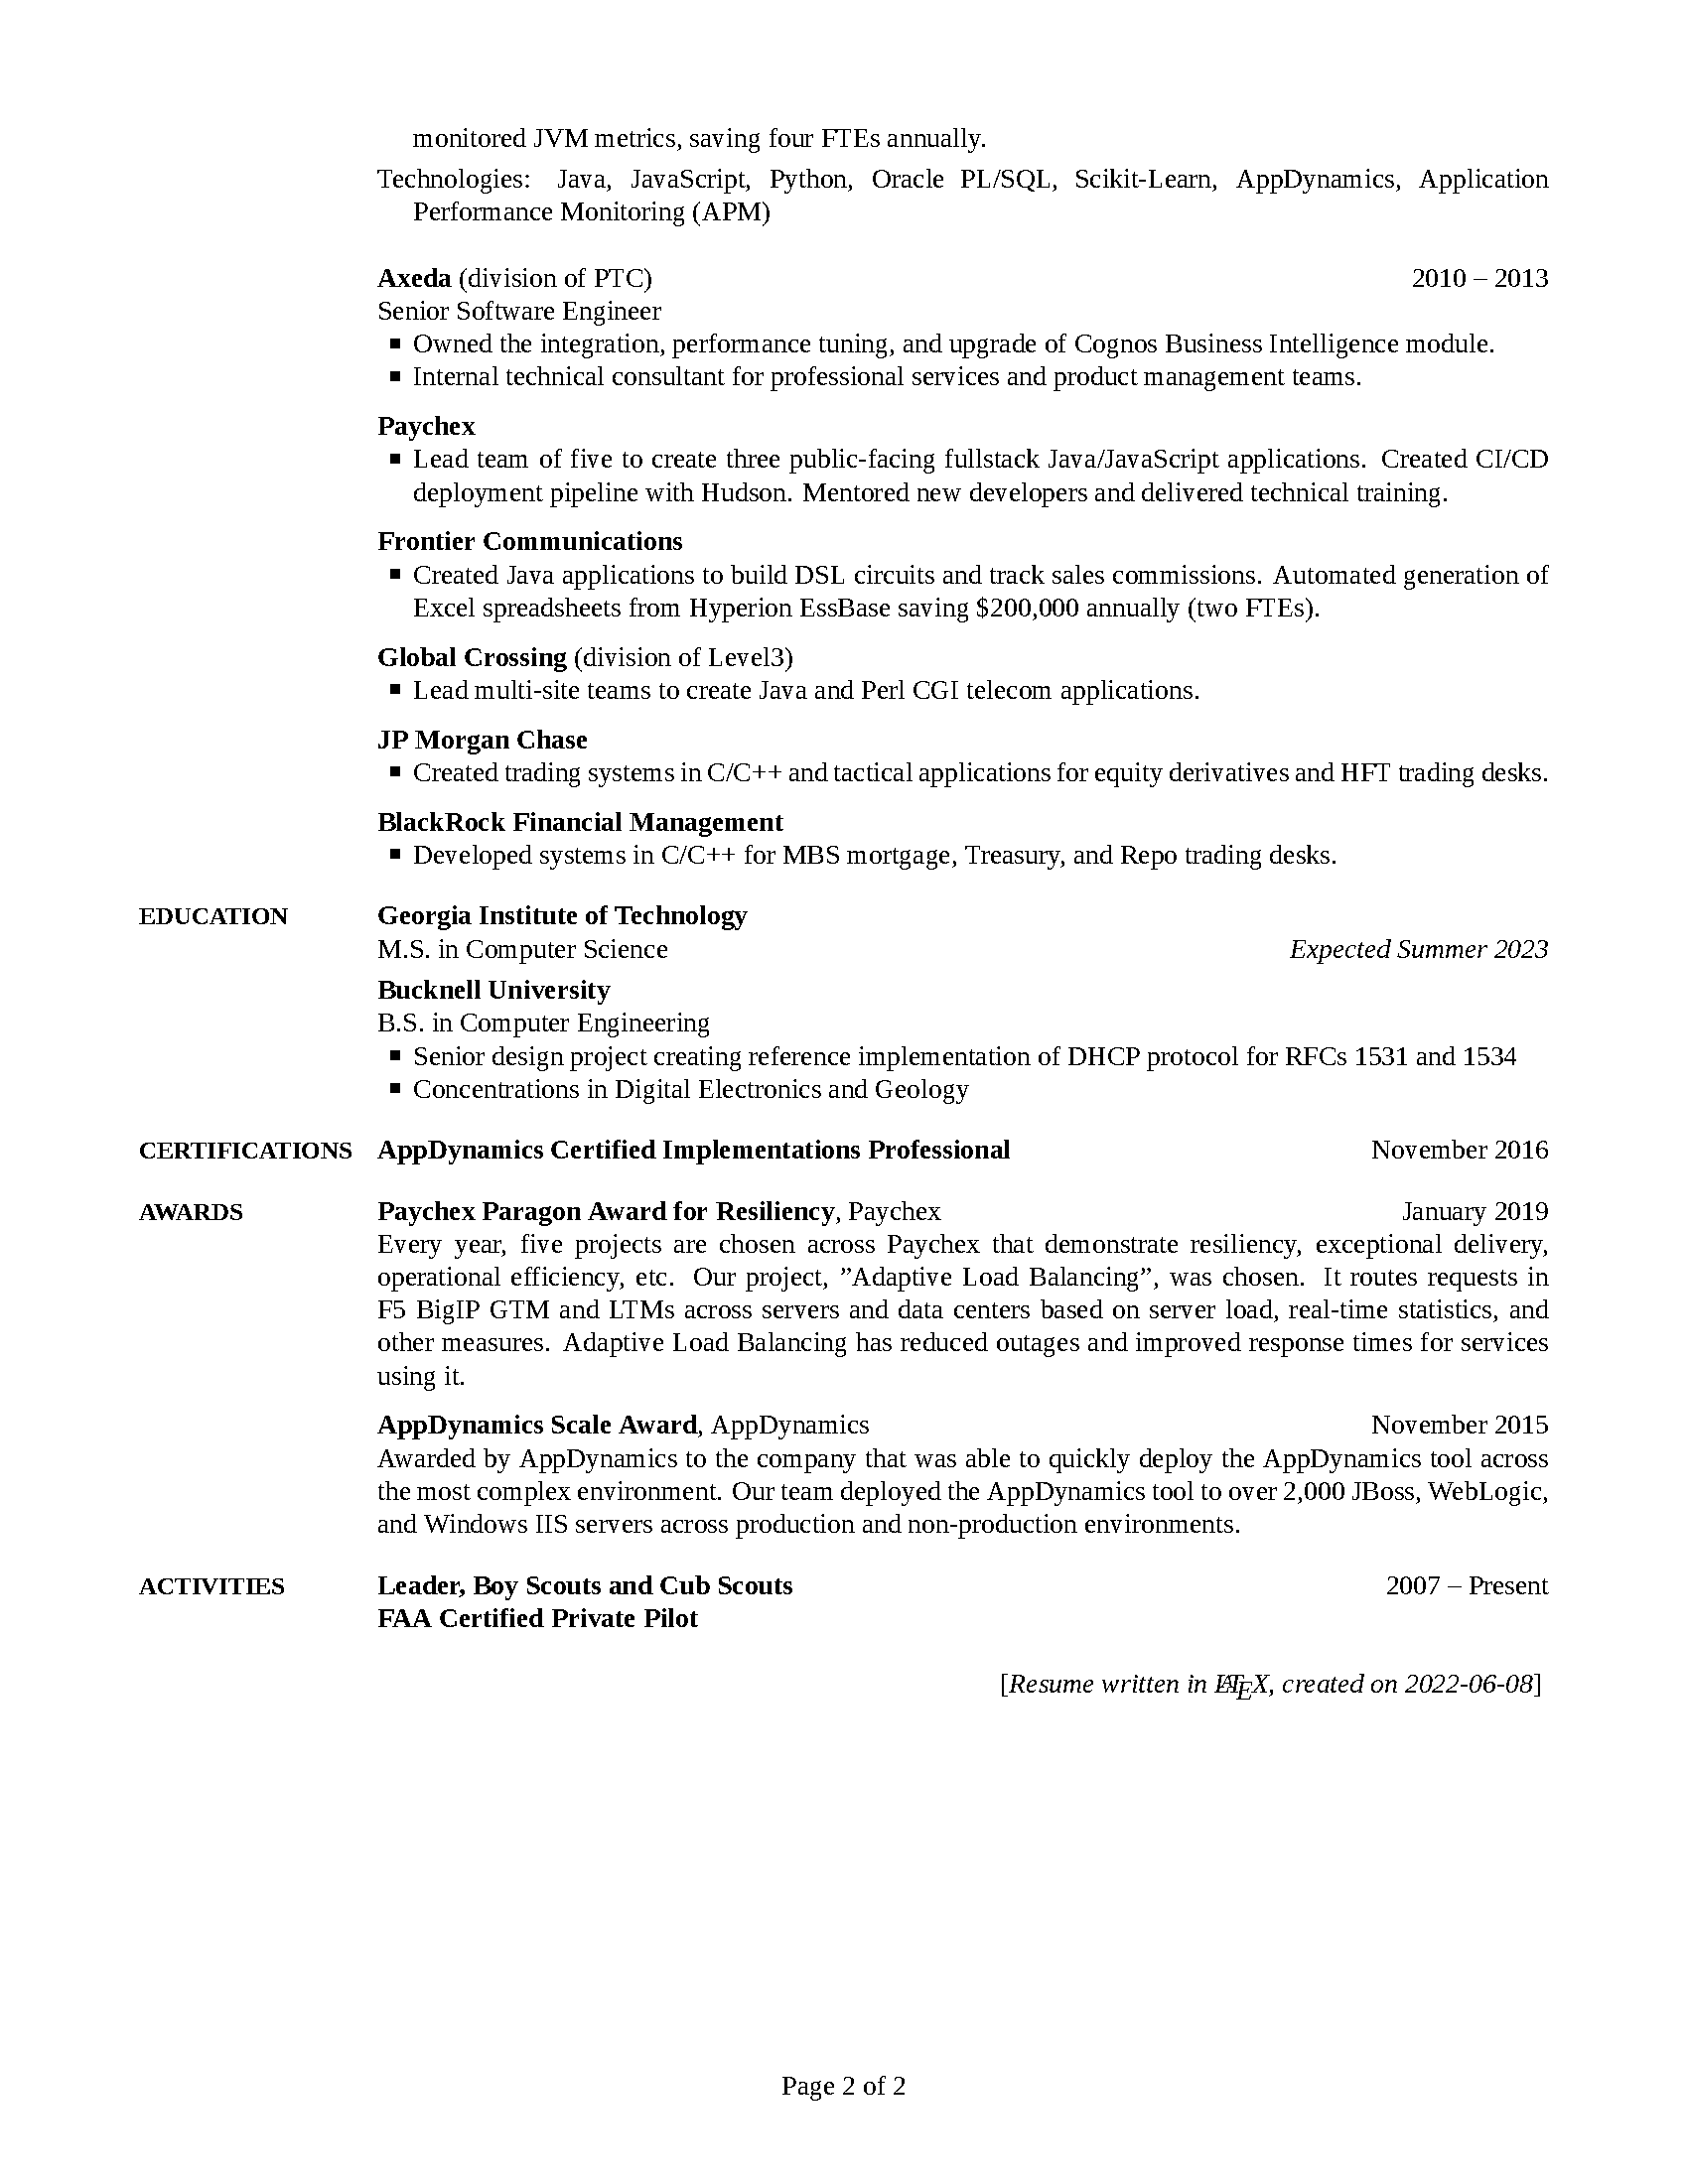 monitored JVM metrics, saving four FTEs annually.
Technologies: Java, JavaScript, Python, Oracle PL/SQL, Scikit-Learn, AppDynamics, Application
Performance Monitoring (APM)
Axeda (division of PTC) 2010 – 2013
Senior Software Engineer
▪ Owned the integration, performance tuning, and upgrade of Cognos Business Intelligence module.
▪ Internal technical consultant for professional services and product management teams.
Paychex
▪ Lead team of five to create three public-facing fullstack Java/JavaScript applications. Created CI/CD
deployment pipeline with Hudson. Mentored new developers and delivered technical training.
Frontier Communications
▪ Created Java applications to build DSL circuits and track sales commissions. Automated generation of
Excel spreadsheets from Hyperion EssBase saving $200,000 annually (two FTEs).
Global Crossing (division of Level3)
▪ Lead multi-site teams to create Java and Perl CGI telecom applications.
JP Morgan Chase
▪ Created trading systems in C/C++ and tactical applications for equity derivatives and HFT trading desks.
BlackRock Financial Management
▪ Developed systems in C/C++ for MBS mortgage, Treasury, and Repo trading desks.
EDUCATION Georgia Institute of Technology
M.S. in Computer Science Expected Summer 2023
Bucknell University
B.S. in Computer Engineering
▪ Senior design project creating reference implementation of DHCP protocol for RFCs 1531 and 1534
▪ Concentrations in Digital Electronics and Geology
CERTIFICATIONS AppDynamics Certified Implementations Professional November 2016
AWARDS Paychex Paragon Award for Resiliency, Paychex January 2019
Every year, five projects are chosen across Paychex that demonstrate resiliency, exceptional delivery,
operational efficiency, etc. Our project, ”Adaptive Load Balancing”, was chosen. It routes requests in
F5 BigIP GTM and LTMs across servers and data centers based on server load, real-time statistics, and
other measures. Adaptive Load Balancing has reduced outages and improved response times for services
using it.
AppDynamics Scale Award, AppDynamics November 2015
Awarded by AppDynamics to the company that was able to quickly deploy the AppDynamics tool across
the most complex environment. Our team deployed the AppDynamics tool to over 2,000 JBoss, WebLogic,
and Windows IIS servers across production and non-production environments.
ACTIVITIES Leader, Boy Scouts and Cub Scouts 2007 – Present
FAA Certified Private Pilot
[Resume written in LATEX, created on 2022-06-08]
Page 2 of 2